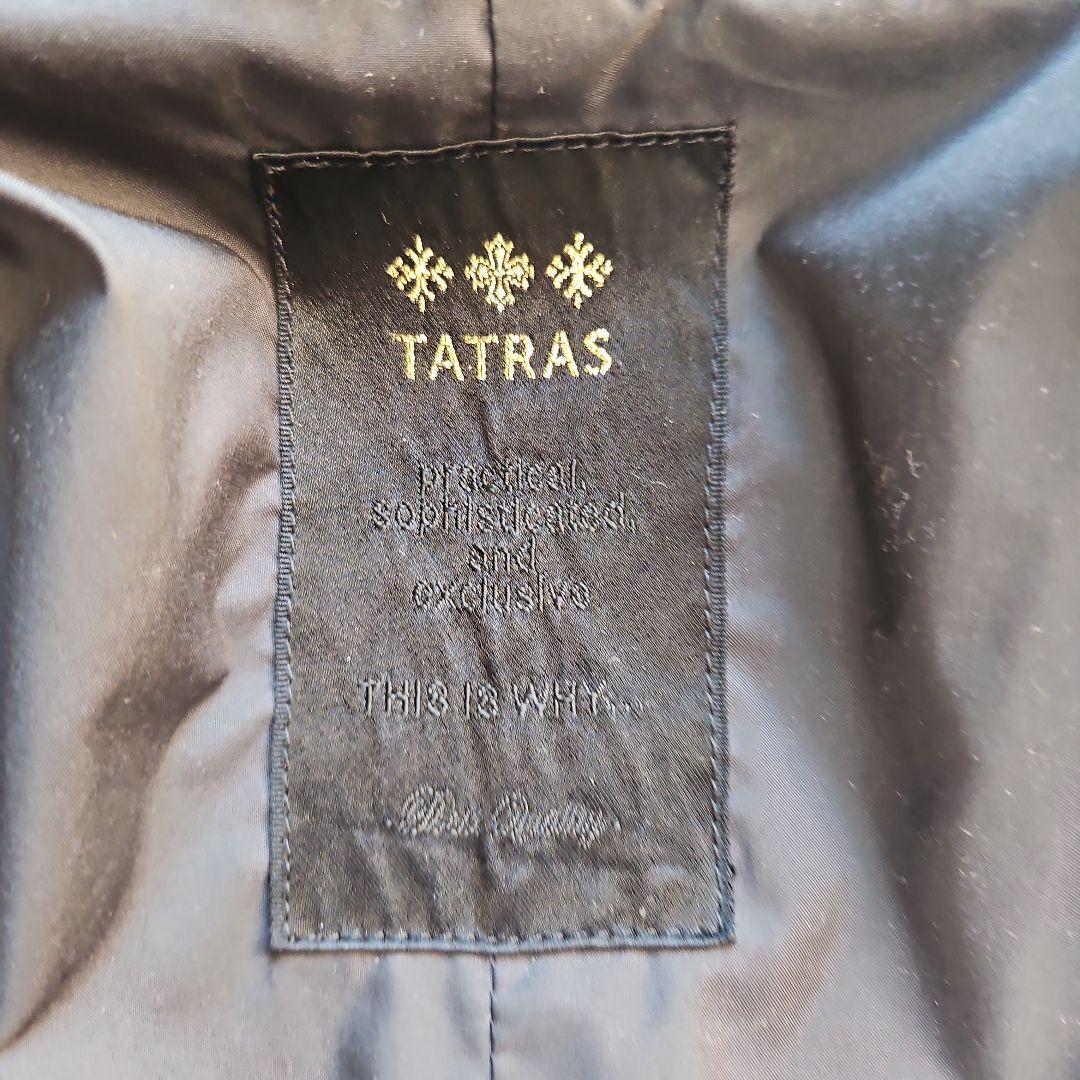 TATRAS
practical,
sophisticated,
and
exclusive
THIS IS WHY...